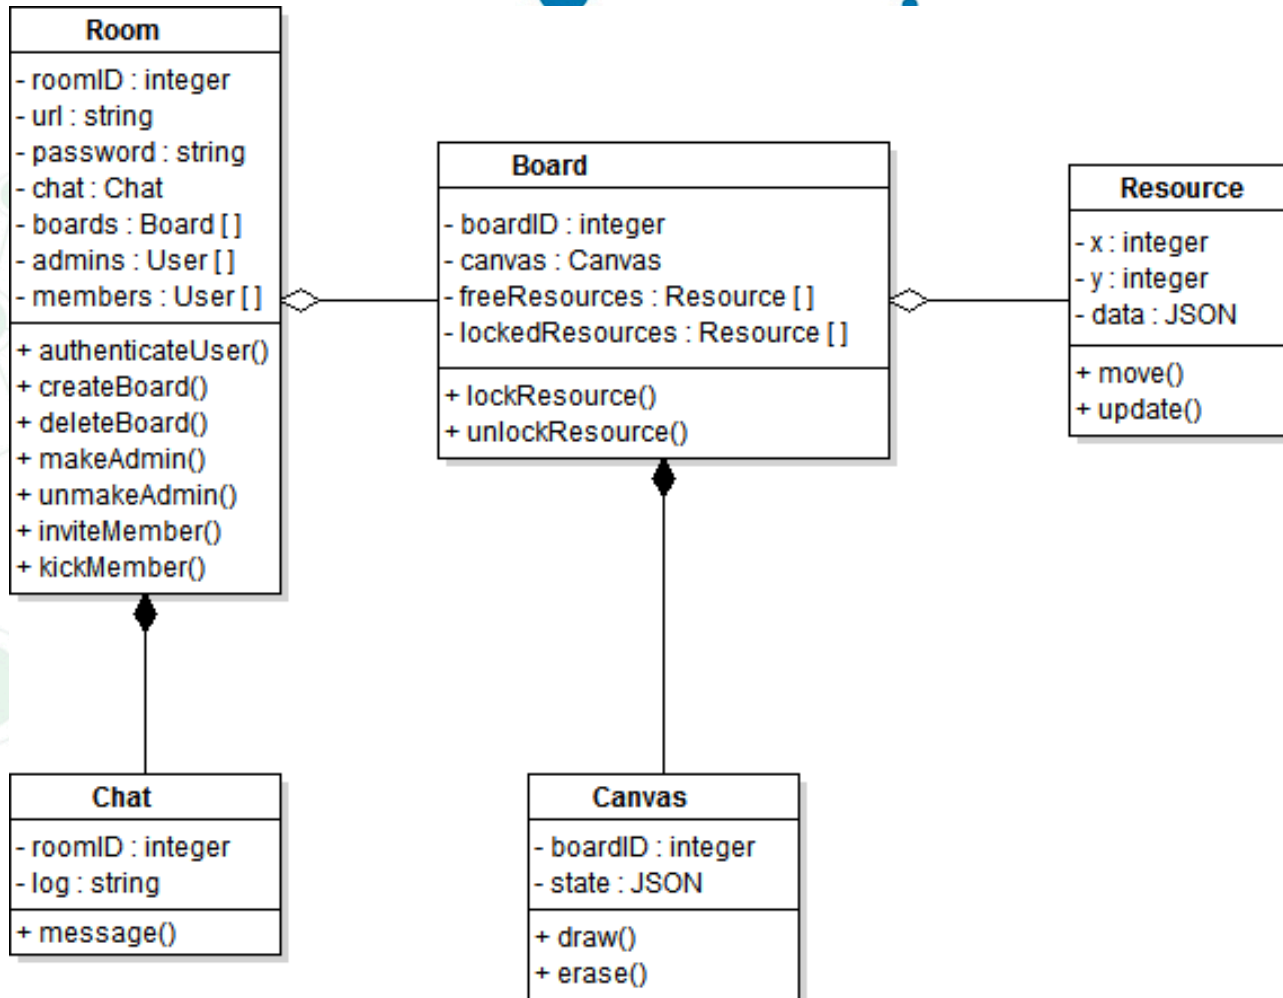 Room
- roomID : integer
- url : string
- password : string
- chat : Chat
- boards : Board [ ]
- admins : User [ ]
- members : User [ ]
+ authenticateUser()
+ createBoard()
+ deleteBoard()
+ makeAdmin()
+ unmakeAdmin()
+ inviteMember()
+ kickMember()
Board
- boardID : integer
- canvas : Canvas
- freeResources : Resource [ ]
- lockedResources : Resource [ ]
+ lockResource()
+ unlockResource()
Resource
- x : integer
- y : integer
- data : JSON
+ move()
+ update()
Chat
- roomID : integer
- log : string
+ message()
Canvas
- boardID : integer
- state : JSON
+ draw()
+ erase()